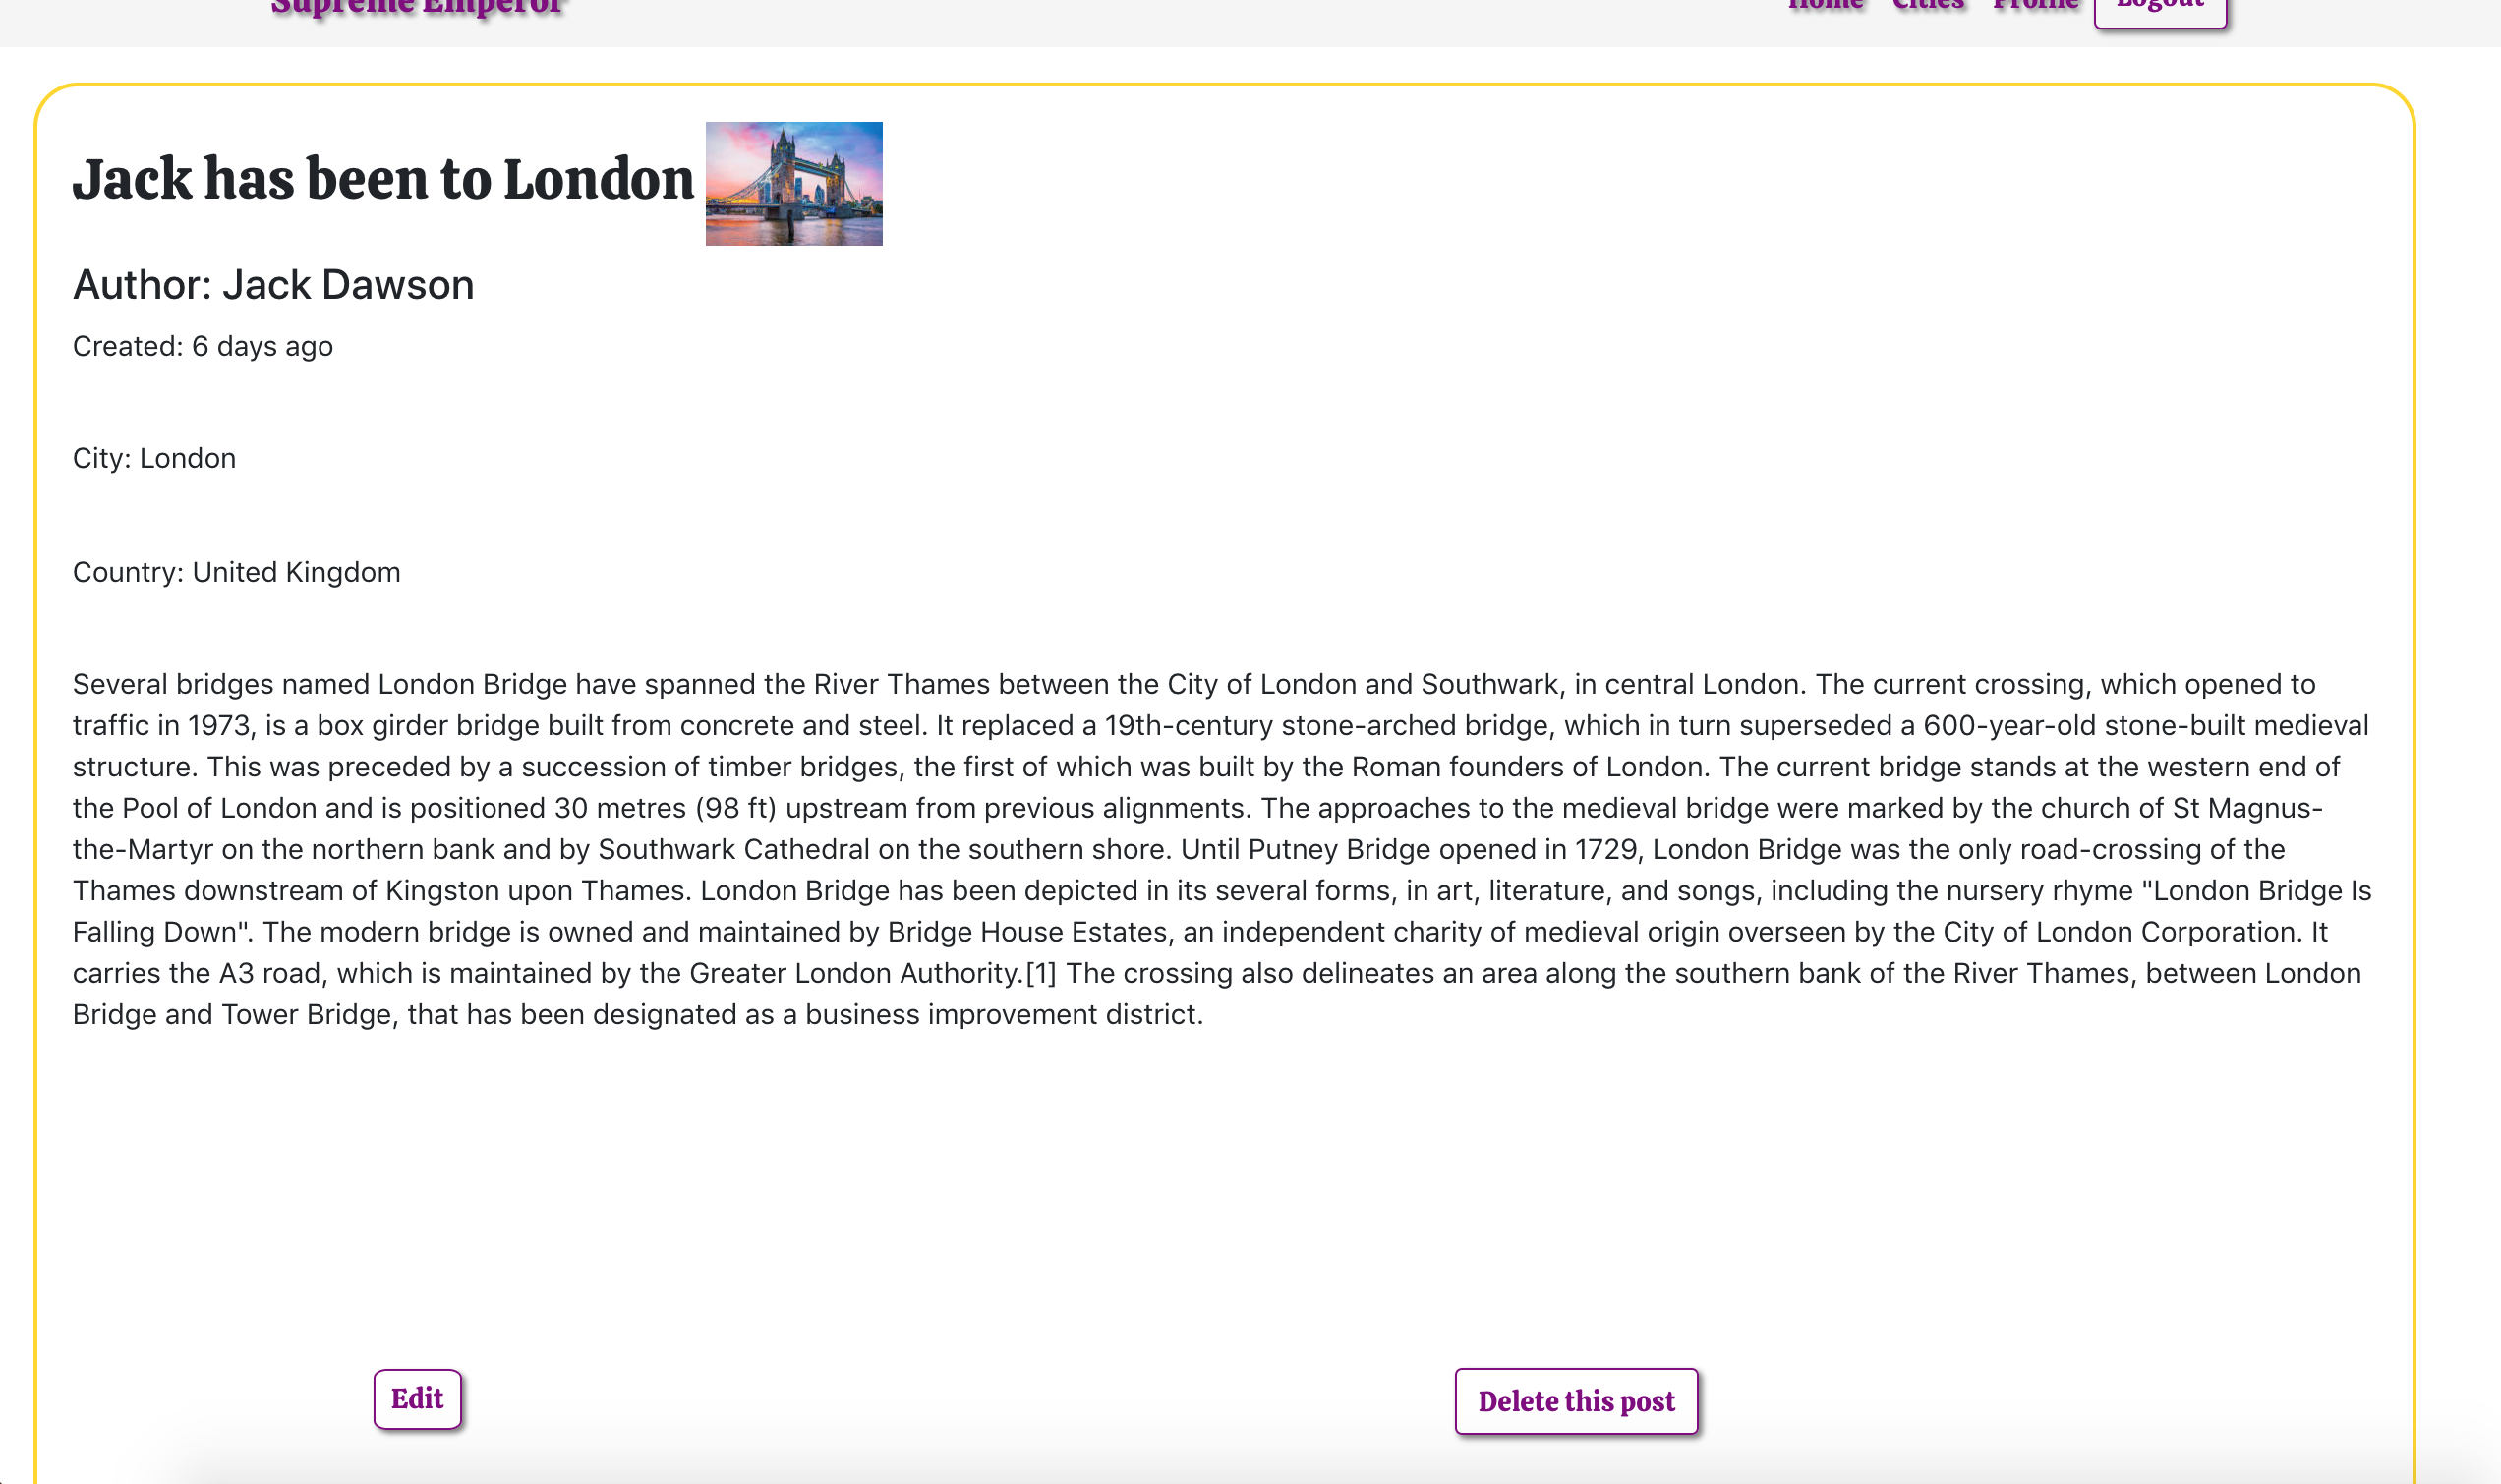 Supreme Emperor
Home Cities Profile Logout
Jack has been to London
Author: Jack Dawson
Created: 6 days ago
City: London
Country: United Kingdom
Several bridges named London Bridge have spanned the River Thames between the City of London and Southwark, in central London. The current crossing, which opened to
traffic in 1973, is a box girder bridge built from concrete and steel. It replaced a 19th-century stone-arched bridge, which in turn superseded a 600-year-old stone-built medieval
structure. This was preceded by a succession of timber bridges, the first of which was built by the Roman founders of London. The current bridge stands at the western end of
the Pool of London and is positioned 30 metres (98 ft) upstream from previous alignments. The approaches to the medieval bridge were marked by the church of St Magnus-
the-Martyr on the northern bank and by Southwark Cathedral on the southern shore. Until Putney Bridge opened in 1729, London Bridge was the only road-crossing of the
Thames downstream of Kingston upon Thames. London Bridge has been depicted in its several forms, in art, literature, and songs, including the nursery rhyme "London Bridge Is
Falling Down". The modern bridge is owned and maintained by Bridge House Estates, an independent charity of medieval origin overseen by the City of London Corporation. It
carries the A3 road, which is maintained by the Greater London Authority.[1] The crossing also delineates an area along the southern bank of the River Thames, between London
Bridge and Tower Bridge, that has been designated as a business improvement district.
Edit
Delete this post